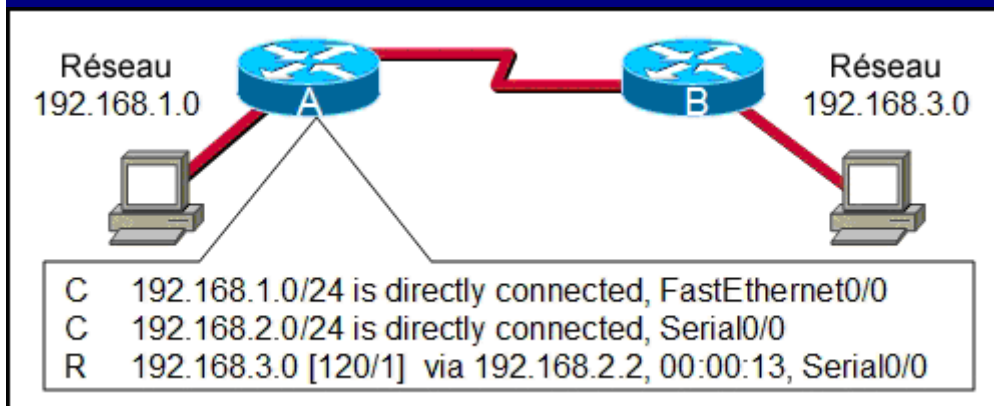 Réseau
192.168.1.0
A
B
Réseau
192.168.3.0
C 192.168.1.0/24 is directly connected, FastEthernet0/0
C 192.168.2.0/24 is directly connected, Serial0/0
R 192.168.3.0 [120/1] via 192.168.2.2, 00:00:13, Serial0/0